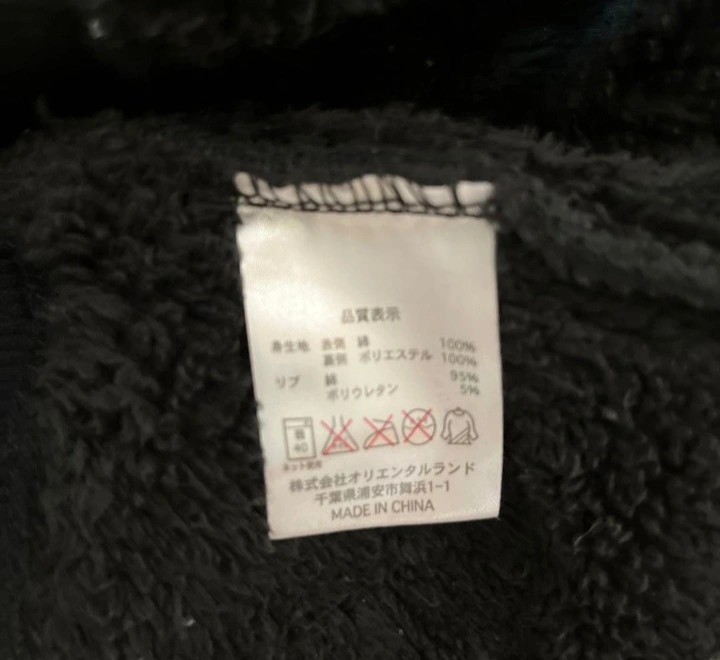 品質表示
身生地 表側 綿 100%
裏側 ポリエステル 100%
リブ 綿 95%
ポリウレタン 5%
弱 40
ネット使用
株式会社オリエンタルランド
千葉県浦安市舞浜1-1
MADE IN CHINA